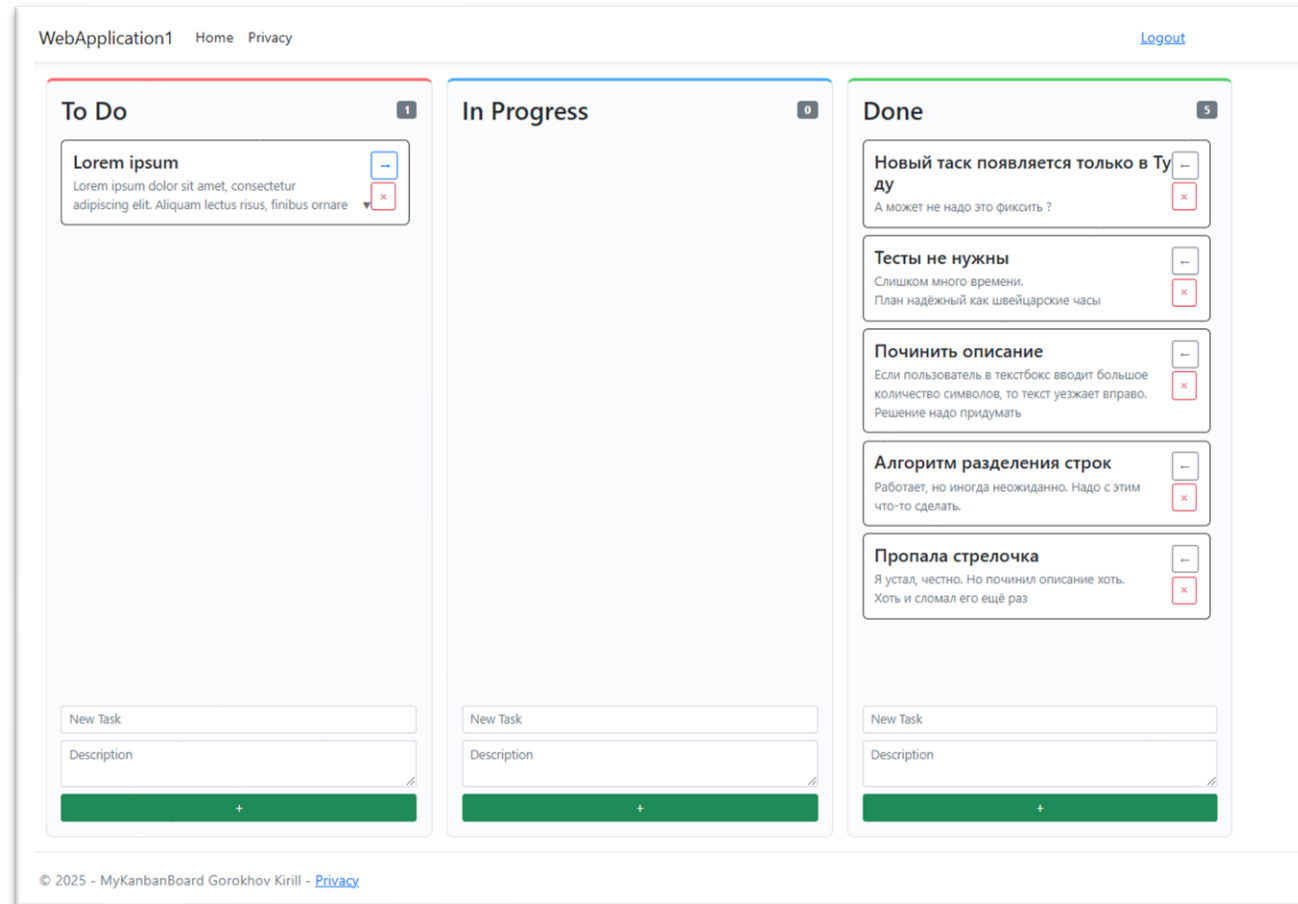 WebApplication1 Home Privacy Logout
To Do 1
Lorem ipsum →
Lorem ipsum dolor sit amet, consectetur
adipiscing elit. Aliquam lectus risus, finibus ornare ▼ ×
New Task
Description
+
In Progress 0
New Task
Description
+
Done 5
Новый таск появляется только в Ту ←
ду
А может не надо это фиксить ? ×
Тесты не нужны ←
Слишком много времени.
План надёжный как швейцарские часы ×
Починить описание ←
Если пользователь в текстбокс вводит большое
количество символов, то текст уезжает вправо. ×
Решение надо придумать
Алгоритм разделения строк ←
Работает, но иногда неожиданно. Надо с этим
что-то сделать. ×
Пропала стрелочка ←
Я устал, честно. Но починил описание хоть.
Хоть и сломал его ещё раз ×
New Task
Description
+
© 2025 - MyKanbanBoard Gorokhov Kirill - Privacy